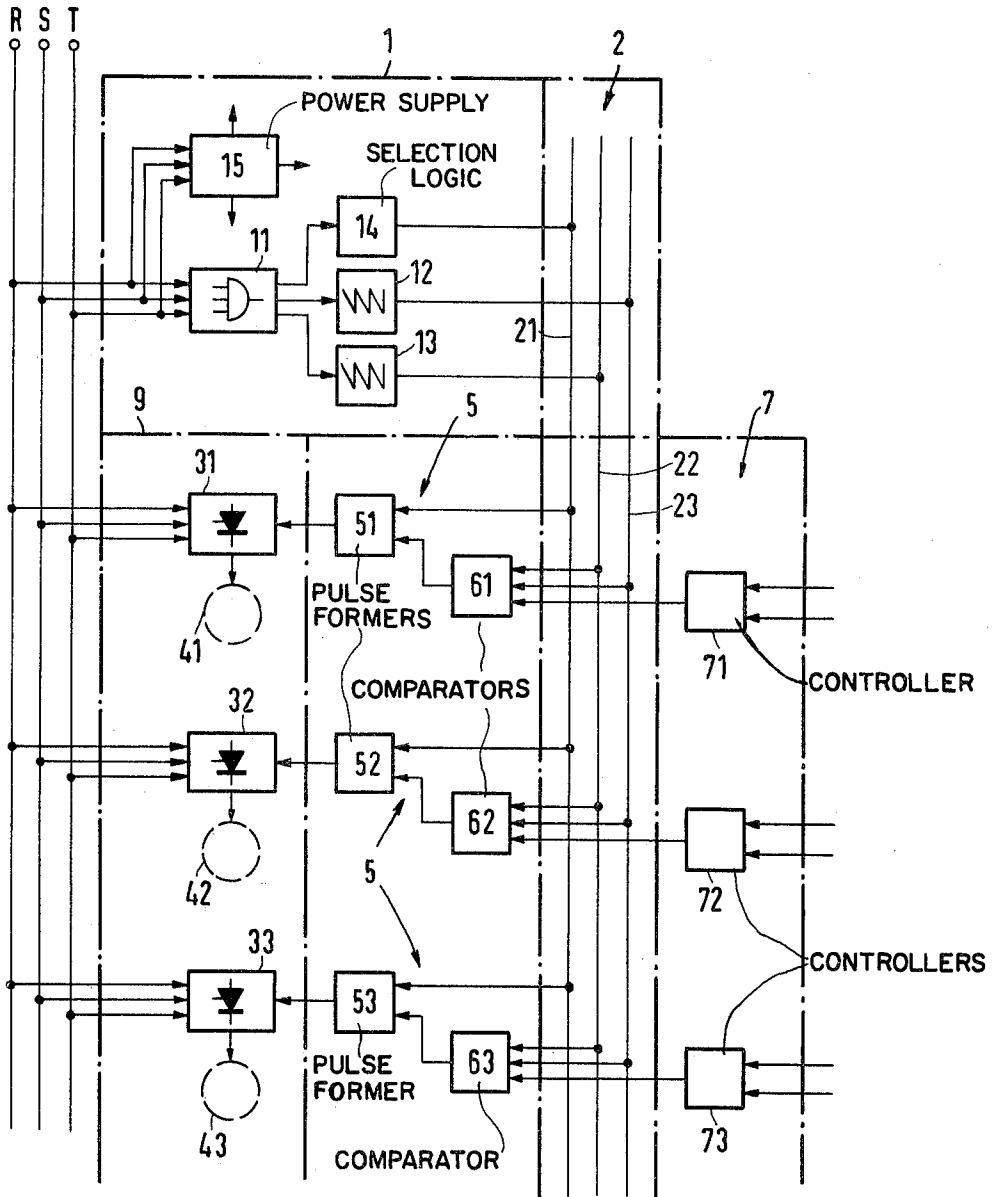 R S T
1
2
POWER SUPPLY
15
SELECTION
LOGIC
14
11
12
21
13
9
5
7
31
22
51
23
61
PULSE
FORMERS
41
71
COMPARATORS
CONTROLLER
32
52
62
42
5
72
33
CONTROLLERS
53
63
PULSE
FORMER
43
73
COMPARATOR